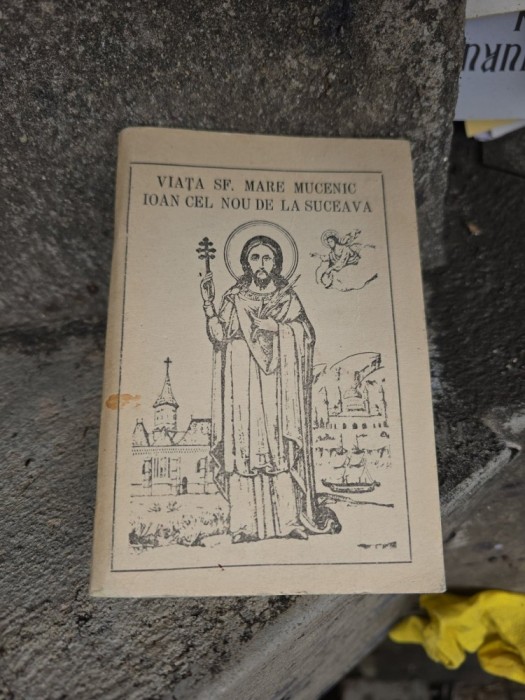 VIAȚA SF. MARE MUCENIC
IOAN CEL NOU DE LA SUCEAVA